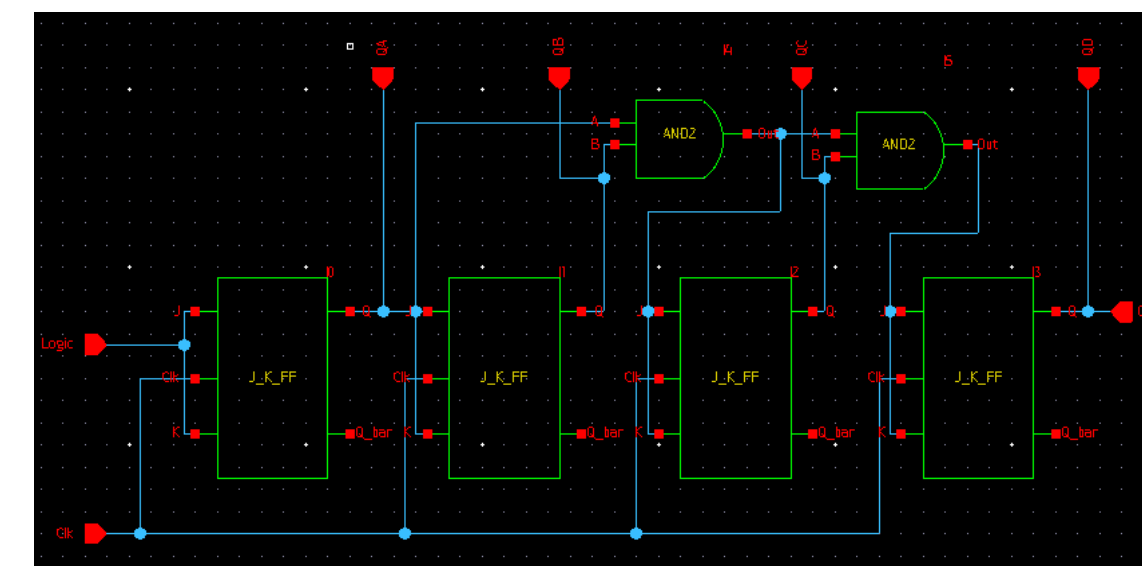 QA
QB
I4
QC
I5
QD
A
B
AND2
Out
A
B
AND2
Out
I0
I1
I2
I3
J
Q
J
Q
J
Q
J
Q
Logic
Clk
J_K_FF
Clk
J_K_FF
Clk
J_K_FF
Clk
J_K_FF
K
Q_bar
K
Q_bar
K
Q_bar
K
Q_bar
Clk